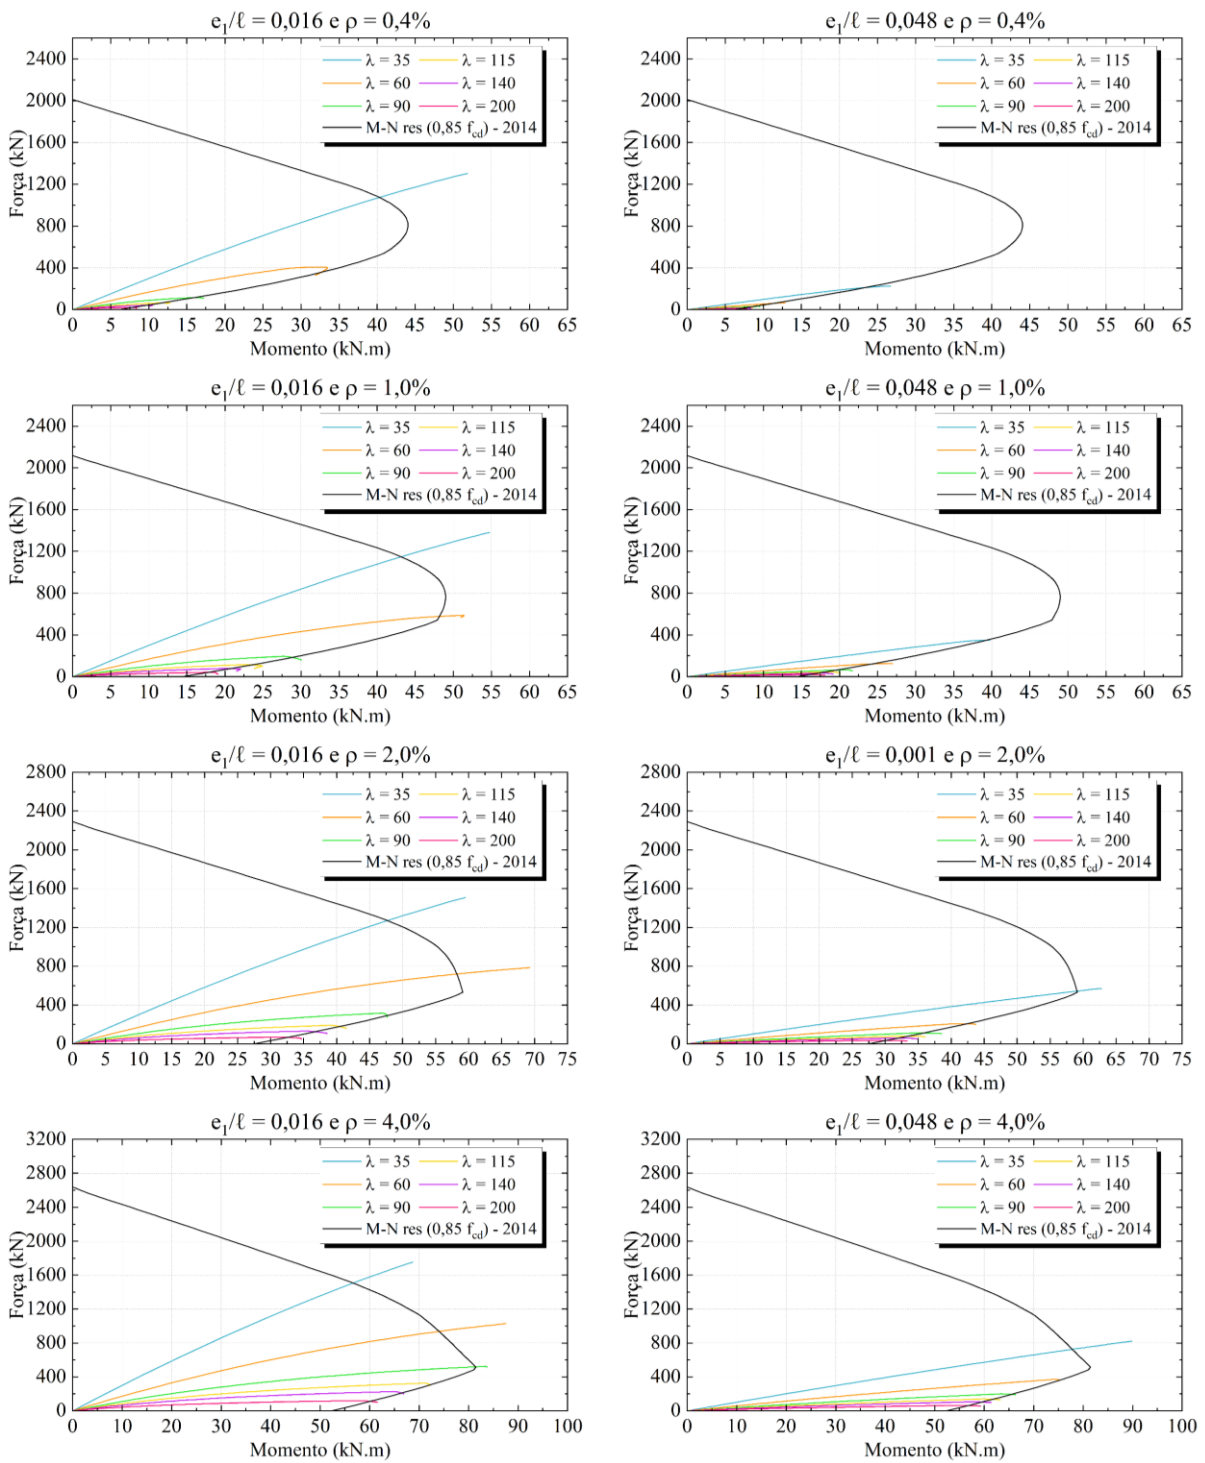 e₁/ℓ = 0,016 e ρ = 0,4%
2400
2000
1600
1200
800
400
0
Força (kN)
λ = 35 λ = 115
λ = 60 λ = 140
λ = 90 λ = 200
M-N res (0,85 f_cd) - 2014
0 5 10 15 20 25 30 35 40 45 50 55 60 65
Momento (kN.m)
e₁/ℓ = 0,048 e ρ = 0,4%
2400
2000
1600
1200
800
400
0
Força (kN)
λ = 35 λ = 115
λ = 60 λ = 140
λ = 90 λ = 200
M-N res (0,85 f_cd) - 2014
0 5 10 15 20 25 30 35 40 45 50 55 60 65
Momento (kN.m)
e₁/ℓ = 0,016 e ρ = 1,0%
2400
2000
1600
1200
800
400
0
Força (kN)
λ = 35 λ = 115
λ = 60 λ = 140
λ = 90 λ = 200
M-N res (0,85 f_cd) - 2014
0 5 10 15 20 25 30 35 40 45 50 55 60 65
Momento (kN.m)
e₁/ℓ = 0,048 e ρ = 1,0%
2400
2000
1600
1200
800
400
0
Força (kN)
λ = 35 λ = 115
λ = 60 λ = 140
λ = 90 λ = 200
M-N res (0,85 f_cd) - 2014
0 5 10 15 20 25 30 35 40 45 50 55 60 65
Momento (kN.m)
e₁/ℓ = 0,016 e ρ = 2,0%
2800
2400
2000
1600
1200
800
400
0
Força (kN)
λ = 35 λ = 115
λ = 60 λ = 140
λ = 90 λ = 200
M-N res (0,85 f_cd) - 2014
0 5 10 15 20 25 30 35 40 45 50 55 60 65 70 75
Momento (kN.m)
e₁/ℓ = 0,001 e ρ = 2,0%
2800
2400
2000
1600
1200
800
400
0
Força (kN)
λ = 35 λ = 115
λ = 60 λ = 140
λ = 90 λ = 200
M-N res (0,85 f_cd) - 2014
0 5 10 15 20 25 30 35 40 45 50 55 60 65 70 75
Momento (kN.m)
e₁/ℓ = 0,016 e ρ = 4,0%
3200
2800
2400
2000
1600
1200
800
400
0
Força (kN)
λ = 35 λ = 115
λ = 60 λ = 140
λ = 90 λ = 200
M-N res (0,85 f_cd) - 2014
0 10 20 30 40 50 60 70 80 90 100
Momento (kN.m)
e₁/ℓ = 0,048 e ρ = 4,0%
3200
2800
2400
2000
1600
1200
800
400
0
Força (kN)
λ = 35 λ = 115
λ = 60 λ = 140
λ = 90 λ = 200
M-N res (0,85 f_cd) - 2014
0 10 20 30 40 50 60 70 80 90 100
Momento (kN.m)